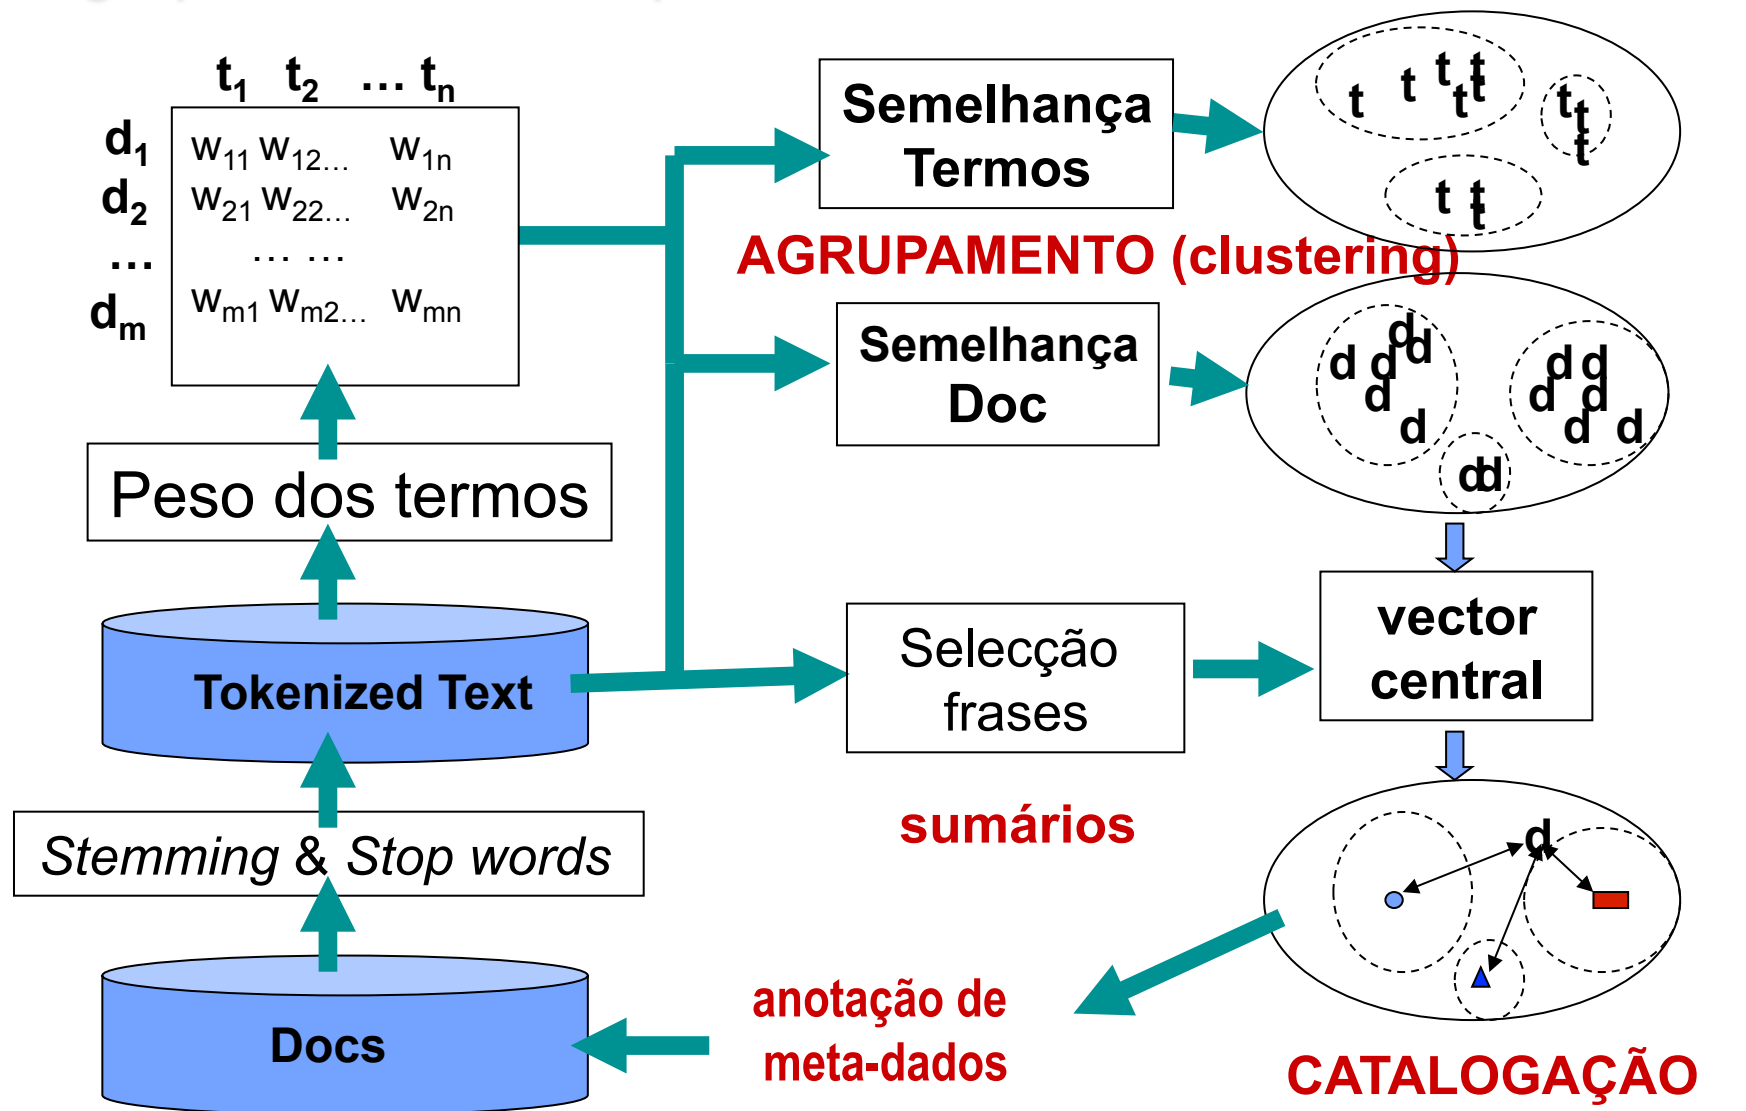 t1 t2 … tn
d1 w11 w12... w1n
d2 w21 w22... w2n
… … …
dm wm1 wm2... wmn
Peso dos termos
Tokenized Text
Stemming & Stop words
Docs
Semelhança
Termos
t t t t t t
t t t
t t t
AGRUPAMENTO (clustering)
Semelhança
Doc
d d d d d d
d d d d d d
d d
Selecção
frases
sumários
vector
central
d
anotação de
meta-dados
CATALOGAÇÃO